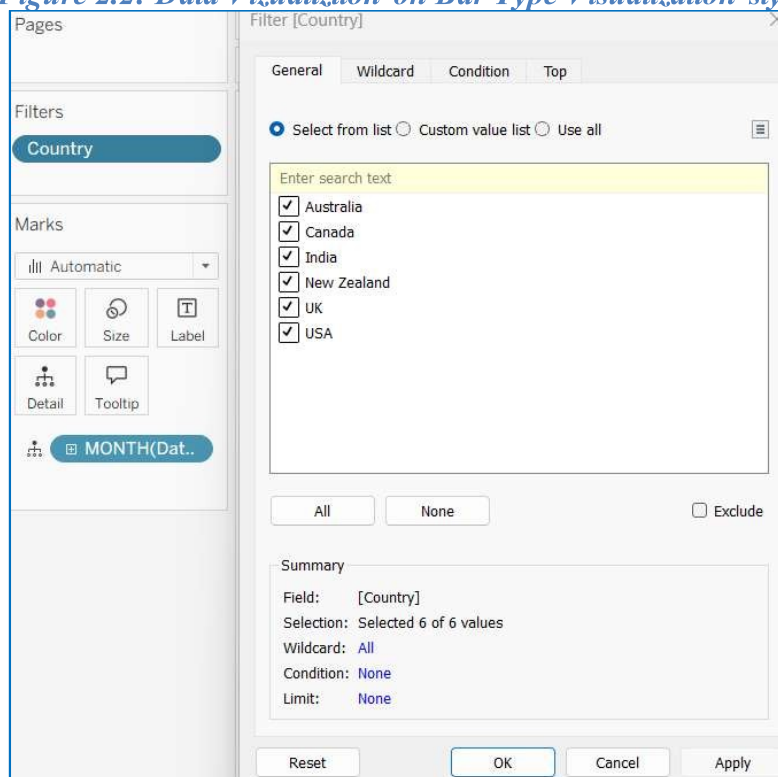 Pages
Filters
Country
Marks
Automatic
Color Size Label
Detail Tooltip
MONTH(Dat..
Filter [Country]
General Wildcard Condition Top
Select from list Custom value list Use all
Enter search text
Australia
Canada
India
New Zealand
UK
USA
All None Exclude
Summary
Field: [Country]
Selection: Selected 6 of 6 values
Wildcard: All
Condition: None
Limit: None
Reset OK Cancel Apply